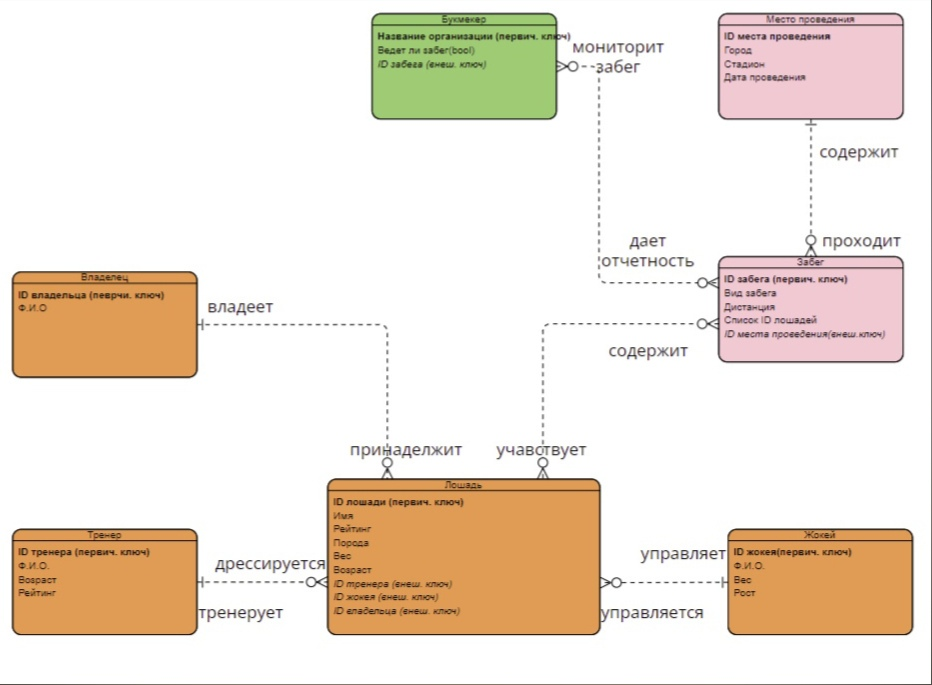 Букмекер
Название организации (первич. ключ)
Ведет ли забег(bool)
ID забега (внеш. ключ)
мониторит
забег
Место проведения
ID места проведения
Город
Стадион
Дата проведения
содержит
проходит
дает
отчетность
Забег
ID забега (первич. ключ)
Вид забега
Дистанция
Список ID лошадей
ID места проведения(внеш.ключ)
содержит
Владелец
ID владельца (певрчи. ключ)
Ф.И.О
владеет
принаделжит
учавствует
Лошадь
ID лошади (первич. ключ)
Имя
Рейтинг
Порода
Вес
Возраст
ID тренера (внеш. ключ)
ID жокея (внеш. ключ)
ID владельца (внеш. ключ)
Тренер
ID тренера (первич. ключ)
Ф.И.О.
Возраст
Рейтинг
дрессируется
тренерует
управляет
управляется
Жокей
ID жокея(первич. ключ)
Ф.И.О.
Вес
Рост